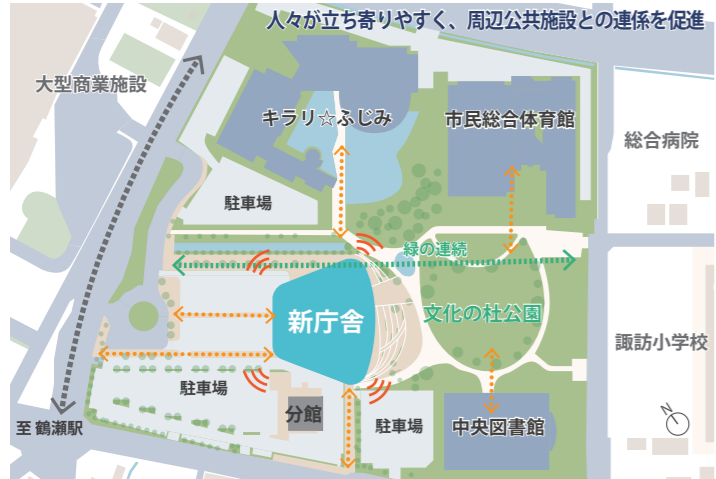 人々が立ち寄りやすく、周辺公共施設との連係を促進
大型商業施設
キラリ☆ふじみ
市民総合体育館
総合病院
駐車場
緑の連続
新庁舎
文化の杜公園
諏訪小学校
駐車場
分館
駐車場
中央図書館
至 鶴瀬駅
N